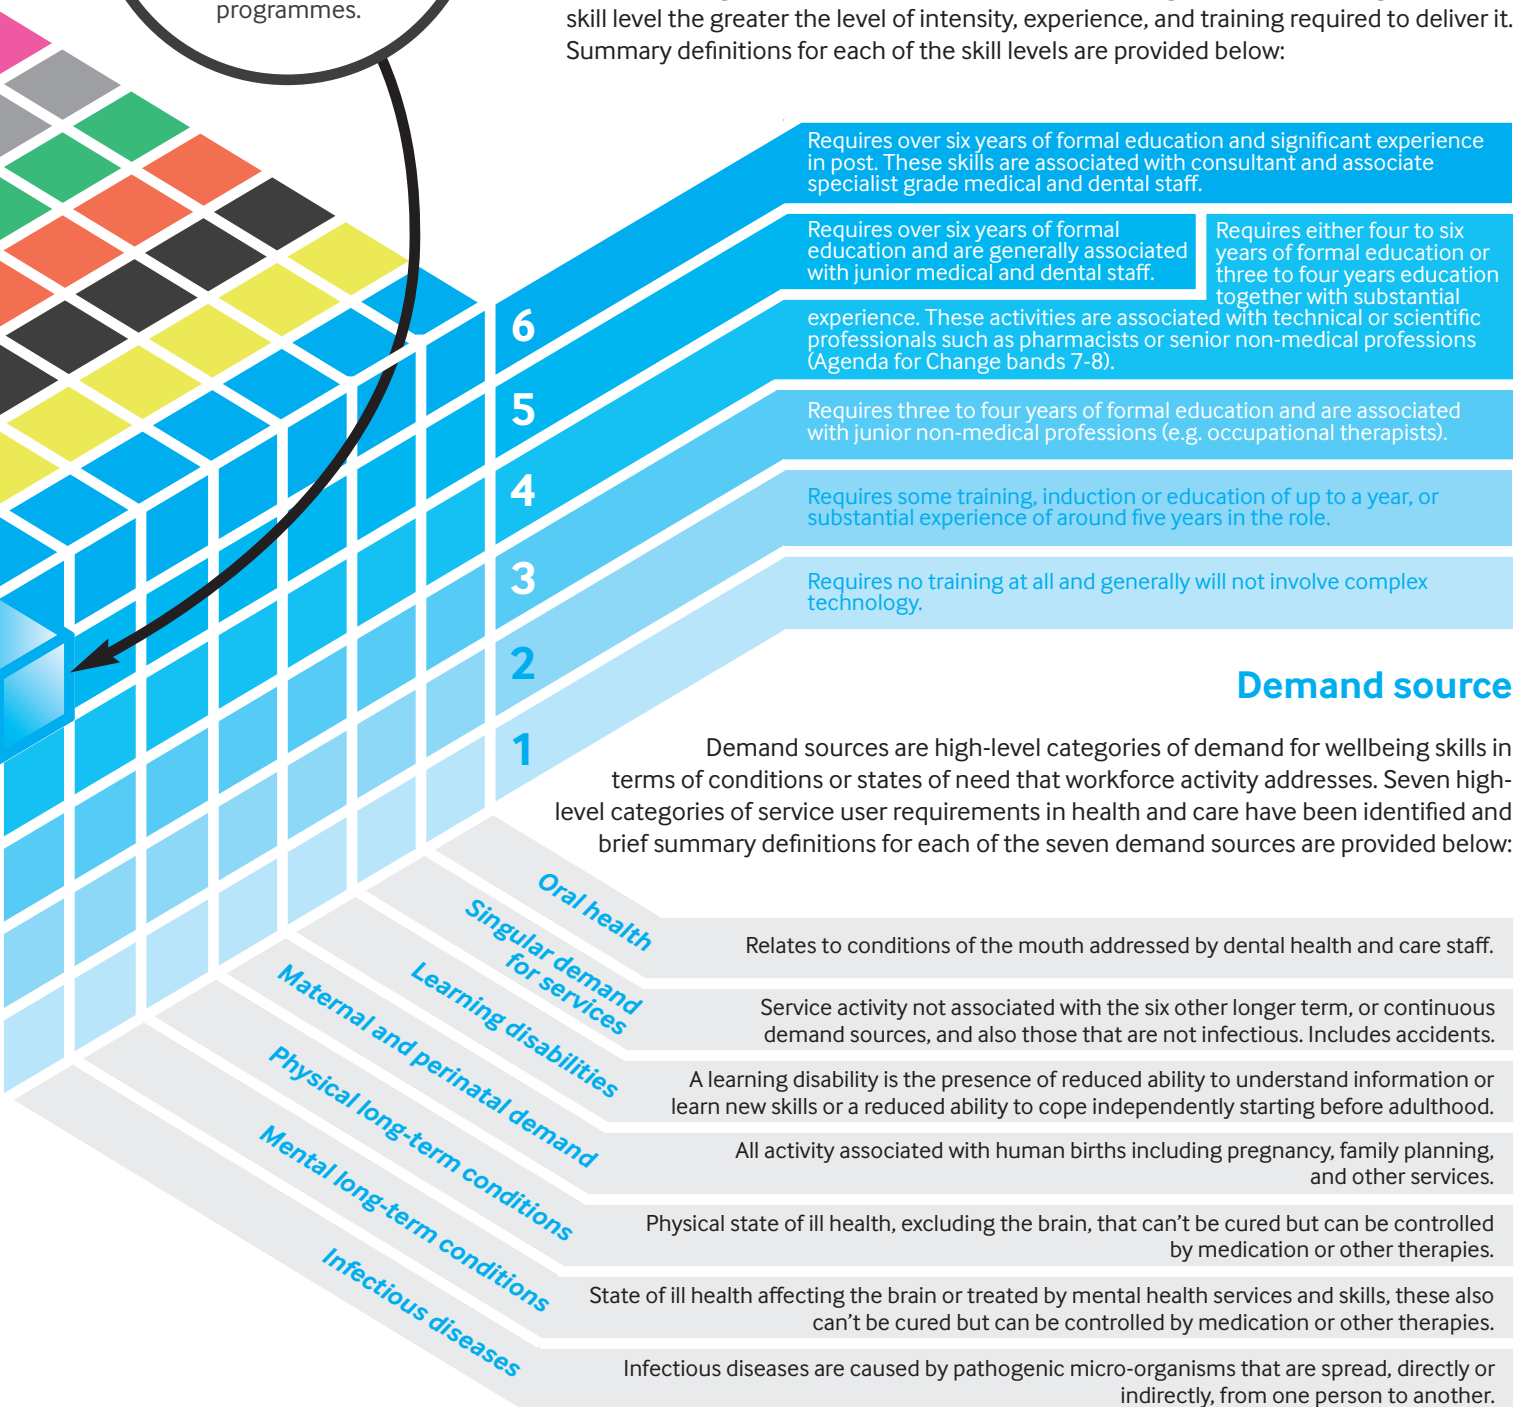 programmes.
skill level the greater the level of intensity, experience, and training required to deliver it.
Summary definitions for each of the skill levels are provided below:
Requires over six years of formal education and significant experience
in post. These skills are associated with consultant and associate
specialist grade medical and dental staff.
Requires over six years of formal
education and are generally associated
with junior medical and dental staff.
Requires either four to six
years of formal education or
three to four years education
together with substantial
experience. These activities are associated with technical or scientific
professionals such as pharmacists or senior non-medical professions
(Agenda for Change bands 7-8).
Requires three to four years of formal education and are associated
with junior non-medical professions (e.g. occupational therapists).
Requires some training, induction or education of up to a year, or
substantial experience of around five years in the role.
Requires no training at all and generally will not involve complex
technology.
6
5
4
3
2
1
Demand source
Demand sources are high-level categories of demand for wellbeing skills in
terms of conditions or states of need that workforce activity addresses. Seven high-
level categories of service user requirements in health and care have been identified and
brief summary definitions for each of the seven demand sources are provided below:
Oral health
Relates to conditions of the mouth addressed by dental health and care staff.
Singular demand
for services
Service activity not associated with the six other longer term, or continuous
demand sources, and also those that are not infectious. Includes accidents.
Learning disabilities
A learning disability is the presence of reduced ability to understand information or
learn new skills or a reduced ability to cope independently starting before adulthood.
Maternal and perinatal demand
All activity associated with human births including pregnancy, family planning,
and other services.
Physical long-term conditions
Physical state of ill health, excluding the brain, that can't be cured but can be controlled
by medication or other therapies.
Mental long-term conditions
State of ill health affecting the brain or treated by mental health services and skills, these also
can't be cured but can be controlled by medication or other therapies.
Infectious diseases
Infectious diseases are caused by pathogenic micro-organisms that are spread, directly or
indirectly, from one person to another.